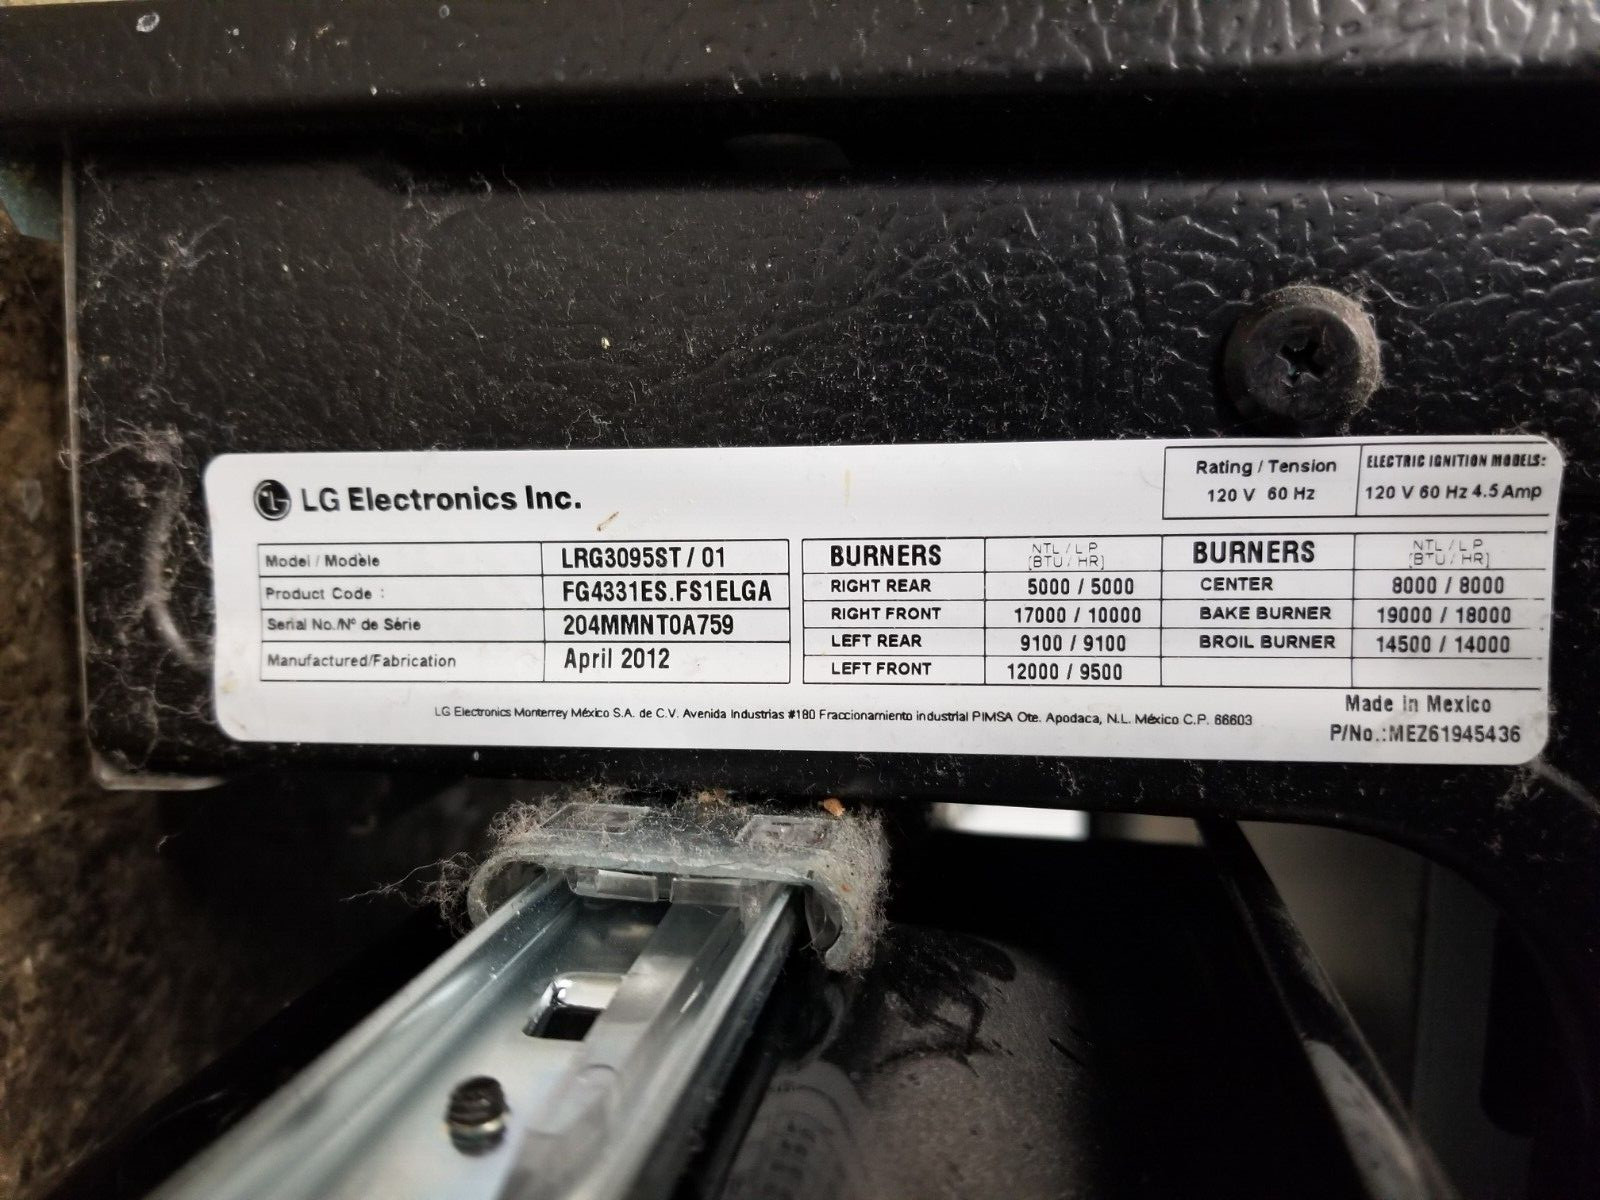 LG Electronics Inc.
Rating / Tension
120 V 60 Hz
ELECTRIC IGNITION MODELS:
120 V 60 Hz 4.5 Amp
Model / Modèle LRG3095ST / 01
Product Code : FG4331ES.FS1ELGA
Serial No./Nº de Série 204MMNT0A759
Manufactured/Fabrication April 2012
BURNERS NTL / LP [BTU / HR] BURNERS NTL / LP [BTU / HR]
RIGHT REAR 5000 / 5000 CENTER 8000 / 8000
RIGHT FRONT 17000 / 10000 BAKE BURNER 19000 / 18000
LEFT REAR 9100 / 9100 BROIL BURNER 14500 / 14000
LEFT FRONT 12000 / 9500
LG Electronics Monterrey México S.A. de C.V. Avenida Industrias #180 Fraccionamiento industrial PIMSA Ote. Apodaca, N.L. México C.P. 66603
Made in Mexico
P/No.:MEZ61945436